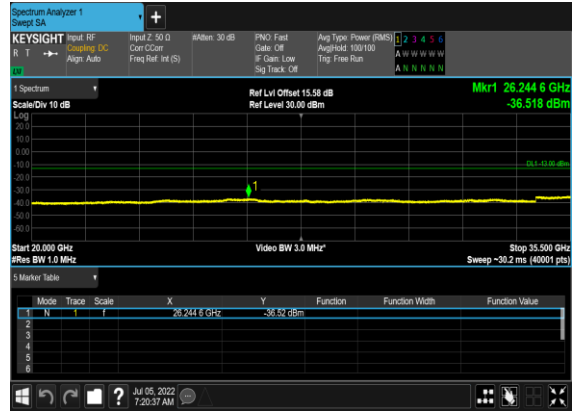 Spectrum Analyzer 1
Swept SA
+
KEYSIGHT Input: RF Input Z: 50 Ω #Atten: 30 dB PNO: Fast Avg Type: Power (RMS) 1 2 3 4 5 6
R T Coupling: DC Corr CCorr Gate: Off Avg|Hold: 100/100 A W W W W W
Align: Auto Freq Ref: Int (S) IF Gain: Low Trig: Free Run
Sig Track: Off A N N N N N
1 Spectrum Ref Lvl Offset 15.58 dB Mkr1 26.244 6 GHz
Scale/Div 10 dB Ref Level 30.00 dBm -36.518 dBm
Log
20.0
10.0
0.00
-10.0 DL1 -13.00 dBm
-20.0
-30.0 1
-40.0
-50.0
-60.0
Start 20.000 GHz Video BW 3.0 MHz* Stop 35.500 GHz
#Res BW 1.0 MHz Sweep ~30.2 ms (40001 pts)
5 Marker Table
Mode Trace Scale X Y Function Function Width Function Value
1 N 1 f 26.244 6 GHz -36.52 dBm
2
3
4
5
6
? Jul 05, 2022
7:20:37 AM